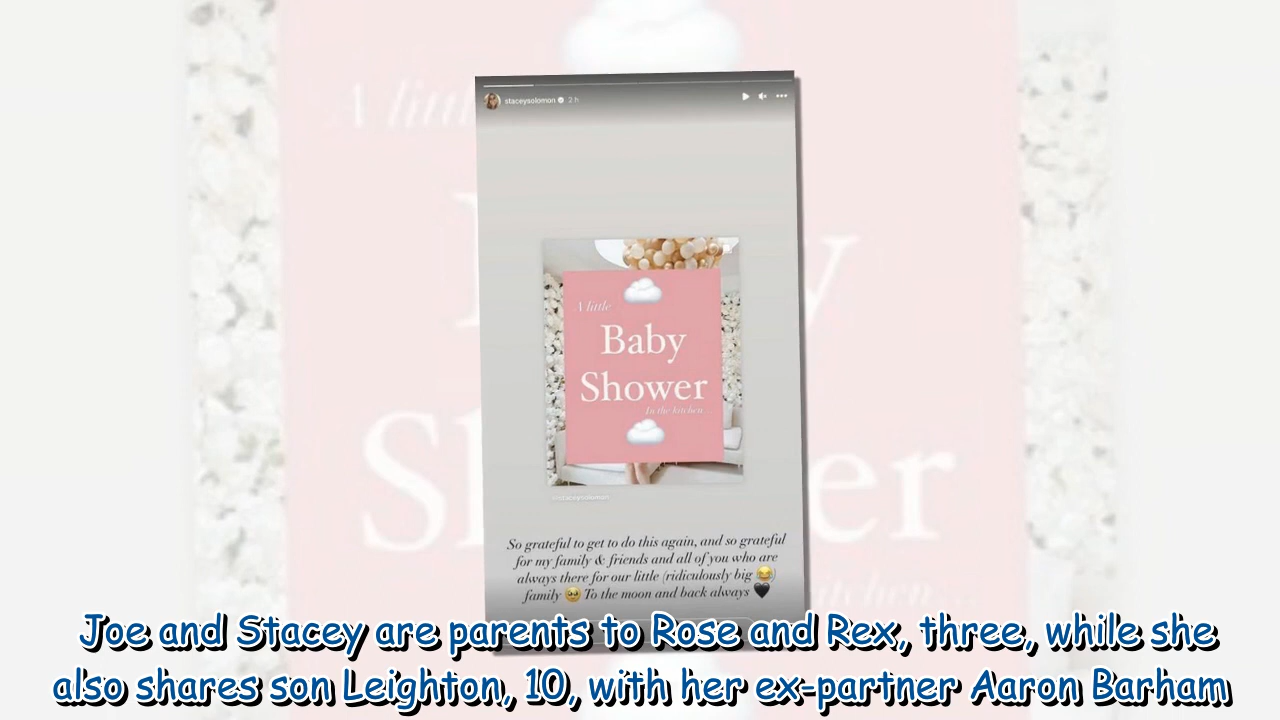 staceysolomon 2 h
A little
Baby
Shower
In the kitchen...
@staceysolomon
So grateful to get to do this again, and so grateful
for my family & friends and all of you who are
always there for our little (ridiculously big 😂)
family 🥺 To the moon and back always 🖤
Joe and Stacey are parents to Rose and Rex, three, while she
also shares son Leighton, 10, with her ex-partner Aaron Barham